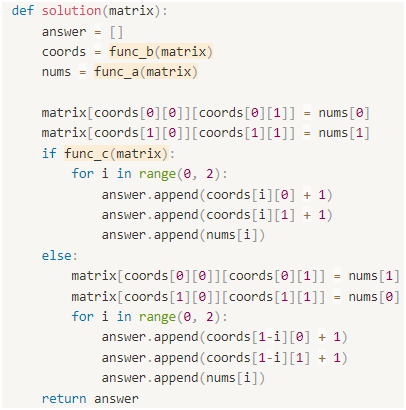 def solution(matrix):
    answer = []
    coords = func_b(matrix)
    nums = func_a(matrix)

    matrix[coords[0][0]][coords[0][1]] = nums[0]
    matrix[coords[1][0]][coords[1][1]] = nums[1]
    if func_c(matrix):
        for i in range(0, 2):
            answer.append(coords[i][0] + 1)
            answer.append(coords[i][1] + 1)
            answer.append(nums[i])
    else:
        matrix[coords[0][0]][coords[0][1]] = nums[1]
        matrix[coords[1][0]][coords[1][1]] = nums[0]
        for i in range(0, 2):
            answer.append(coords[1-i][0] + 1)
            answer.append(coords[1-i][1] + 1)
            answer.append(nums[i])
    return answer